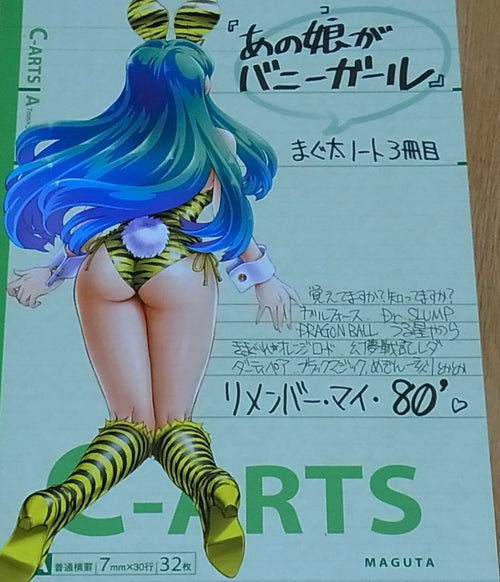 『あの娘が
バニーガール』
まぐ太ノート3冊目
覚えてますか?知ってますか?
ガルフォース、Dr.SLUMP
DRAGON BALL うる星やつら
きまぐれ★オレンジロード 幻夢戦記レダ
ダーティペア、ブラックマジック、めぞん一刻
リメンバー・マイ・80'♡
C-ARTS
A
普通横罫 7mm×30行 32枚
MAGUTA
C-ARTS A